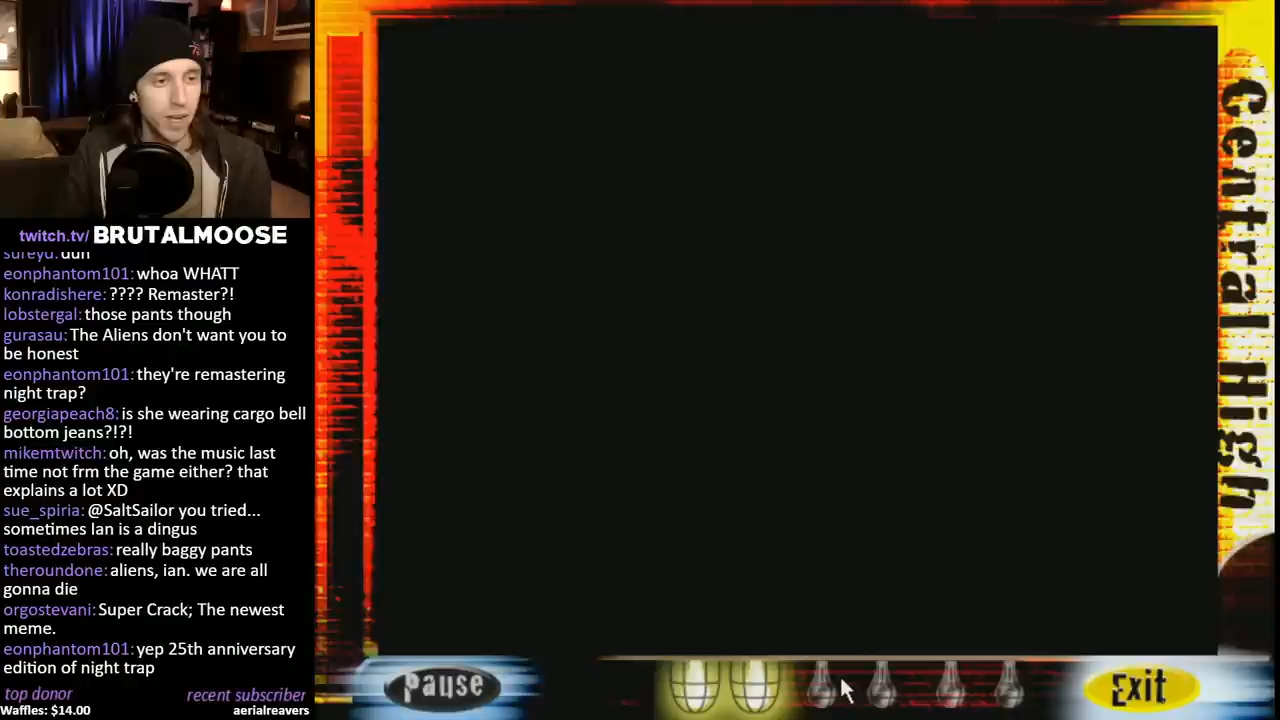 twitch.tv/ BRUTALMOOSE
eonphantom101: whoa WHATT
konradishere: ???? Remaster?!
lobstergal: those pants though
gurasau: The Aliens don't want you to
be honest
eonphantom101: they're remastering
night trap?
georgiapeach8: is she wearing cargo bell
bottom jeans?!?!
mikemtwitch: oh, was the music last
time not frm the game either? that
explains a lot XD
sue_spiria: @SaltSailor you tried...
sometimes Ian is a dingus
toastedzebras: really baggy pants
theroundone: aliens, ian. we are all
gonna die
orgostevani: Super Crack; The newest
meme.
eonphantom101: yep 25th anniversary
edition of night trap
top donor
Waffles: $14.00
recent subscriber
aerialreavers
Pause
Exit
Central High